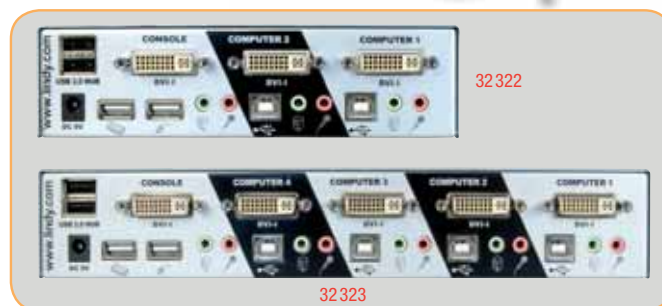 CONSOLE COMPUTER 2 COMPUTER 1
www.lindy.com
USB 2.0 HUB DVI-I DVI-I DVI-I
DC 5V
32322
CONSOLE COMPUTER 4 COMPUTER 3 COMPUTER 2 COMPUTER 1
www.lindy.com
USB 2.0 HUB DVI-I DVI-I DVI-I DVI-I DVI-I
DC 5V
32323